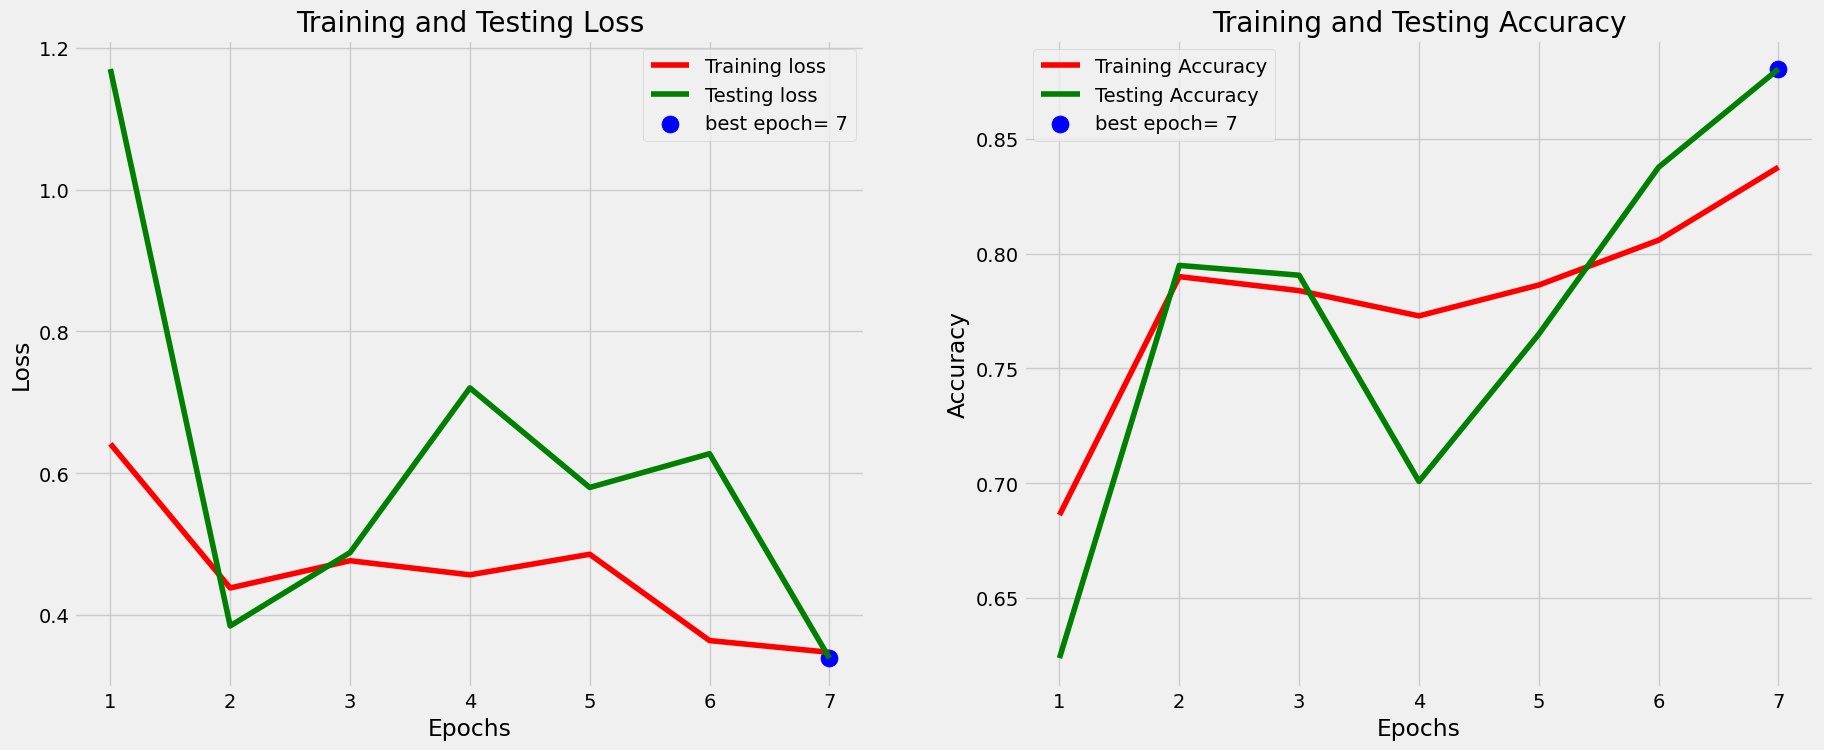 Training and Testing Loss
1.2
1.0
0.8
0.6
0.4
Loss
Training loss
Testing loss
best epoch= 7
1 2 3 4 5 6 7
Epochs
Training and Testing Accuracy
0.85
0.80
0.75
0.70
0.65
Accuracy
Training Accuracy
Testing Accuracy
best epoch= 7
1 2 3 4 5 6 7
Epochs